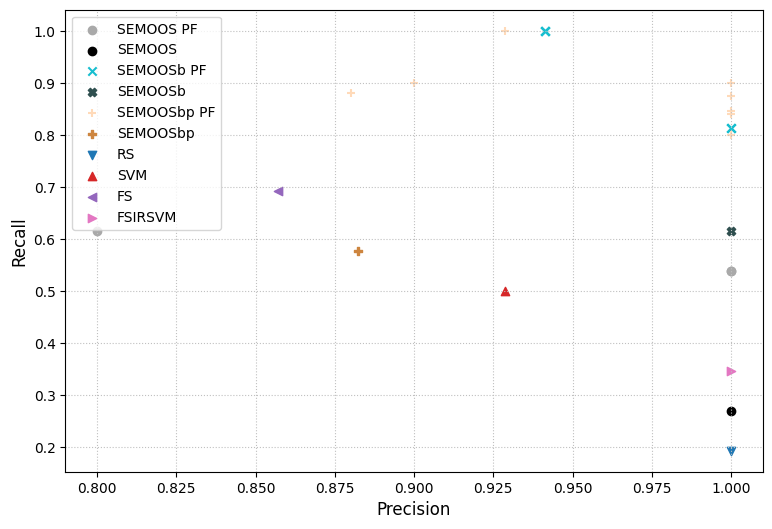 1.0
0.9
0.8
0.7
0.6
0.5
0.4
0.3
0.2
Recall
SEMOOS PF
SEMOOS
SEMOOSb PF
SEMOOSb
SEMOOSbp PF
SEMOOSbp
RS
SVM
FS
FSIRSVM
0.800 0.825 0.850 0.875 0.900 0.925 0.950 0.975 1.000
Precision